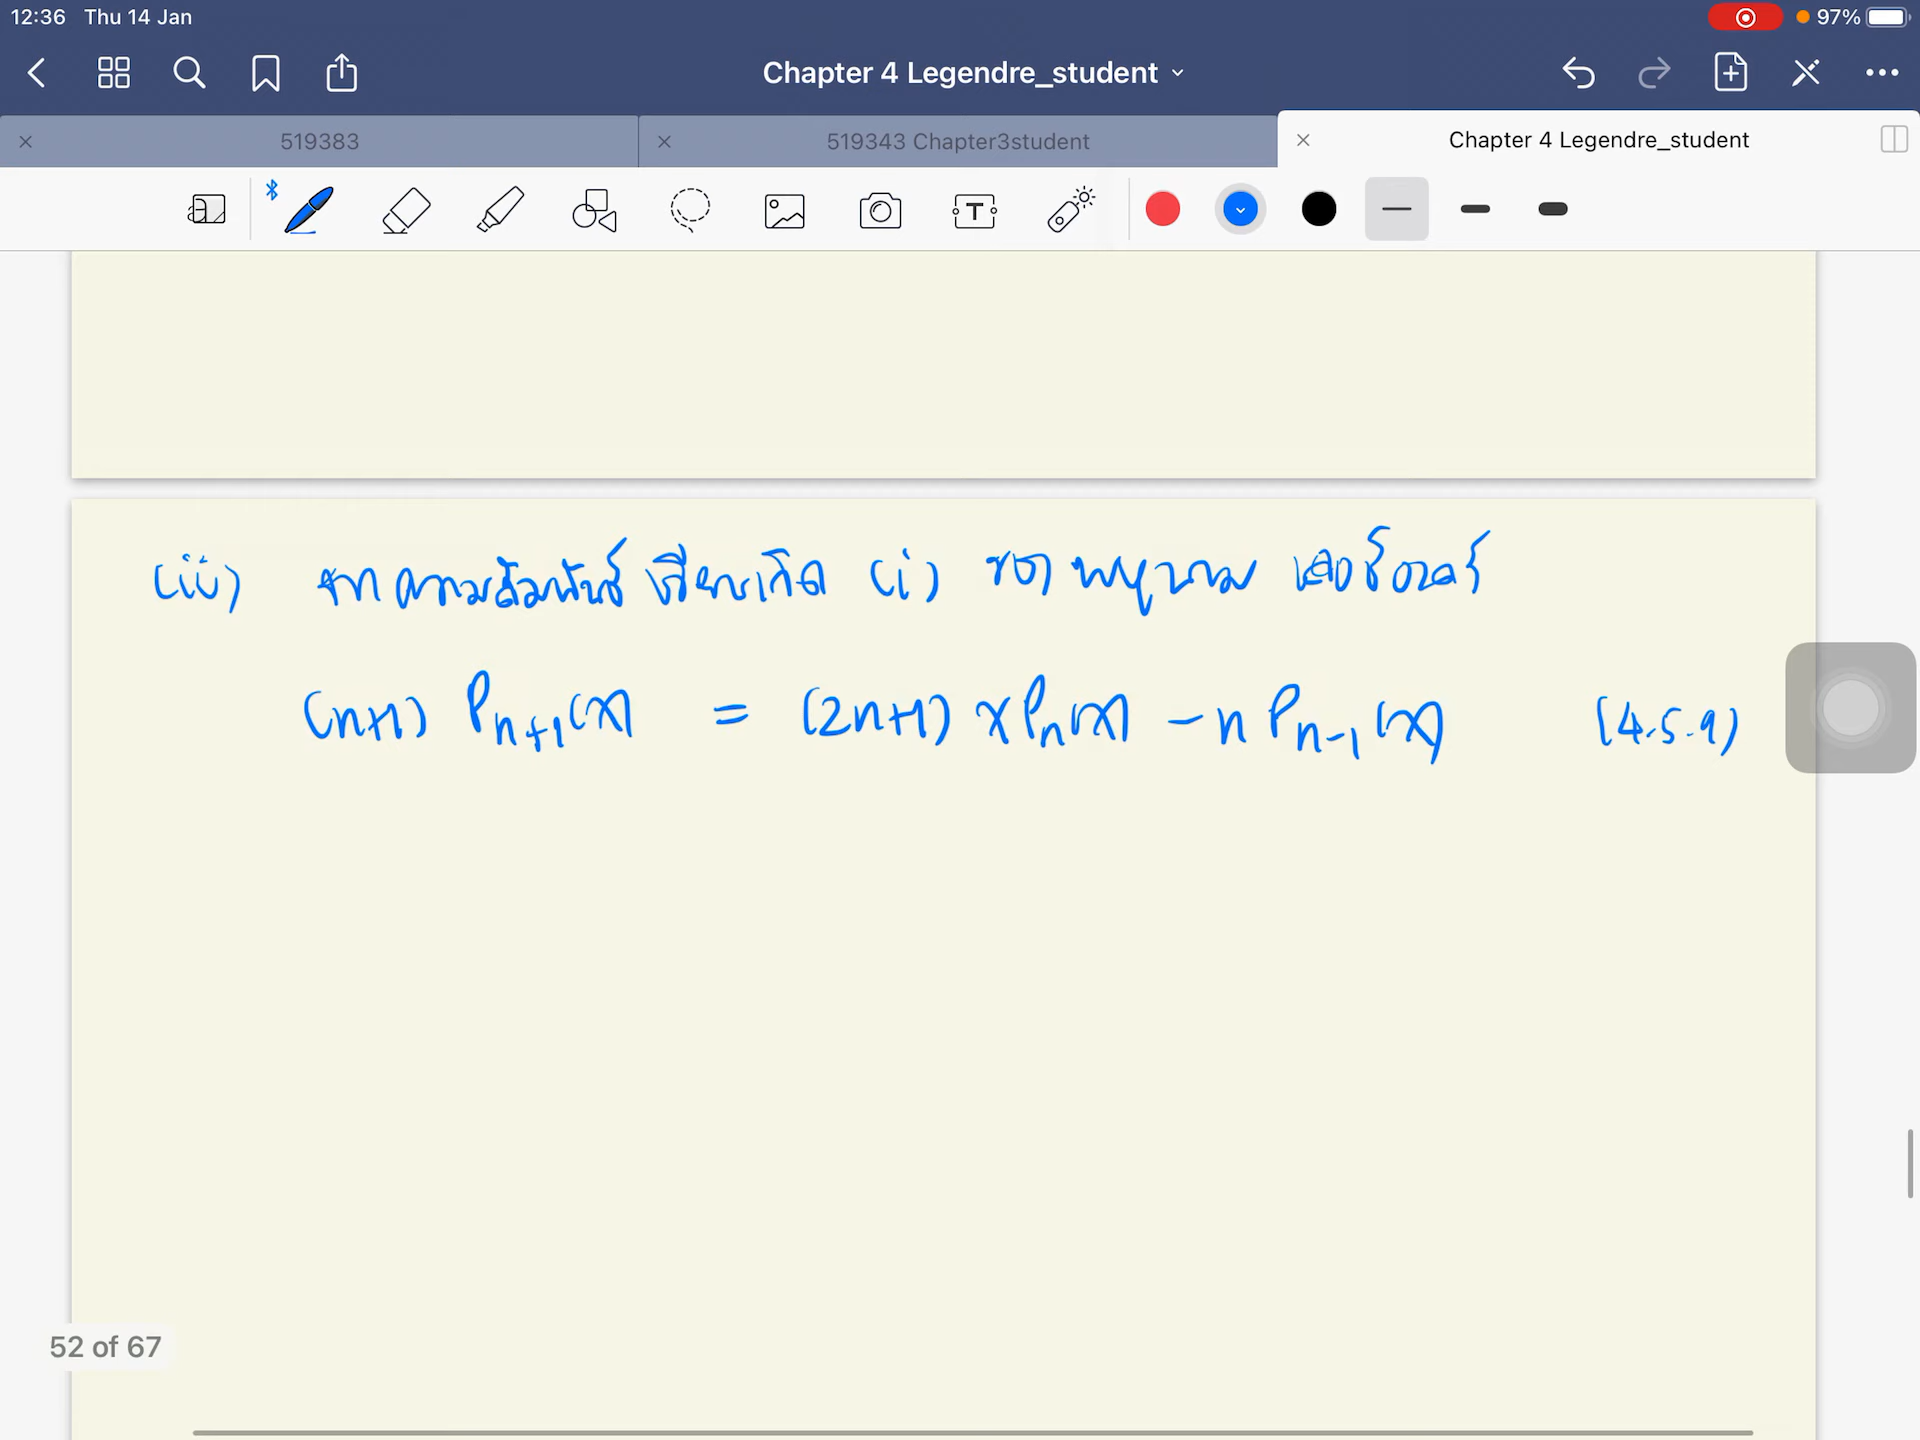 12:36 Thu 14 Jan 97%
Chapter 4 Legendre_student
519383 519343 Chapter3student Chapter 4 Legendre_student
T
(iii) จากความสัมพันธ์เวียนเกิด (i) ของพหุนามเลอช็องดร์
(n+1) Pn+1(x) = (2n+1) x Pn(x) - n Pn-1(x) (4.5.9)
52 of 67